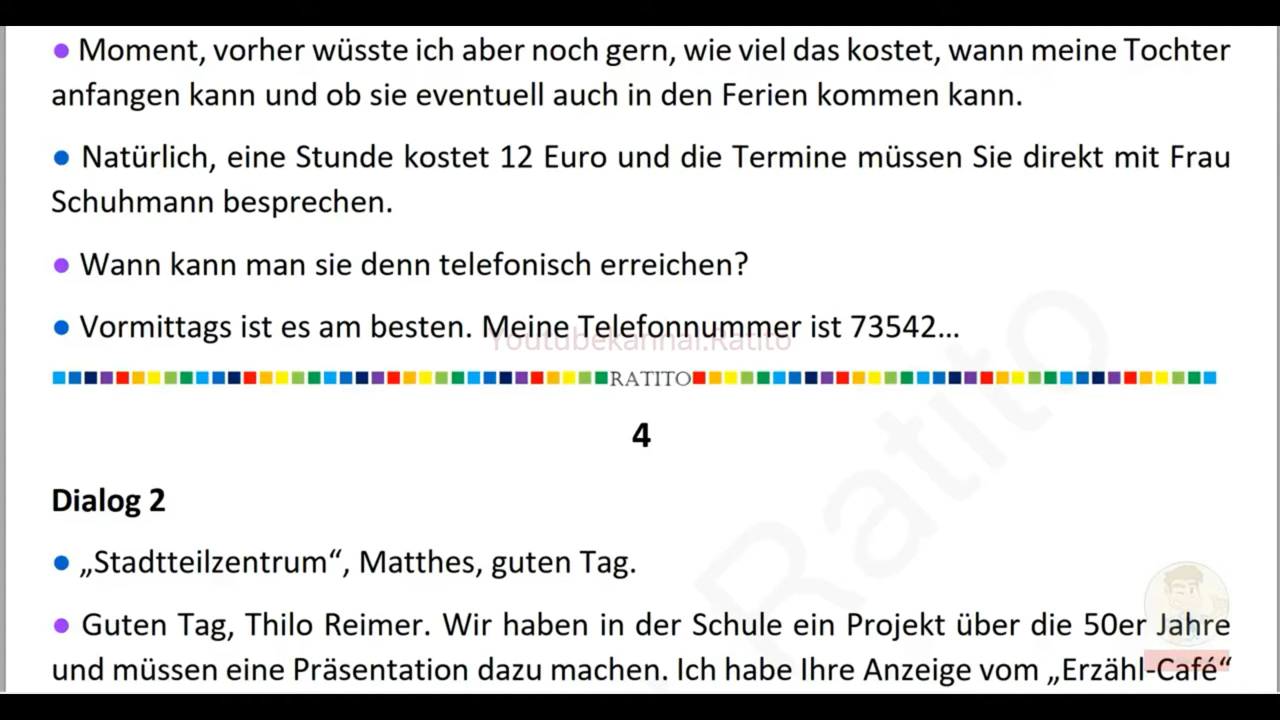 ● Moment, vorher wüsste ich aber noch gern, wie viel das kostet, wann meine Tochter
anfangen kann und ob sie eventuell auch in den Ferien kommen kann.
● Natürlich, eine Stunde kostet 12 Euro und die Termine müssen Sie direkt mit Frau
Schuhmann besprechen.
● Wann kann man sie denn telefonisch erreichen?
● Vormittags ist es am besten. Meine Telefonnummer ist 73542...
Youtubekannal.Ratito
RATITO
4
Ratito
Dialog 2
● „Stadtteilzentrum“, Matthes, guten Tag.
● Guten Tag, Thilo Reimer. Wir haben in der Schule ein Projekt über die 50er Jahre
und müssen eine Präsentation dazu machen. Ich habe Ihre Anzeige vom „Erzähl-Café“